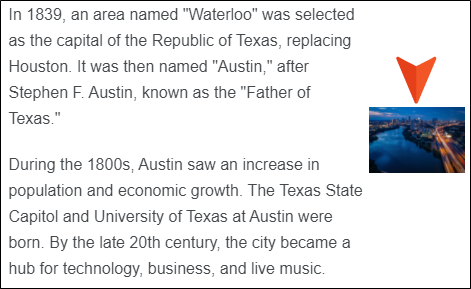 In 1839, an area named "Waterloo" was selected
as the capital of the Republic of Texas, replacing
Houston. It was then named "Austin," after
Stephen F. Austin, known as the "Father of
Texas."
During the 1800s, Austin saw an increase in
population and economic growth. The Texas State
Capitol and University of Texas at Austin were
born. By the late 20th century, the city became a
hub for technology, business, and live music.